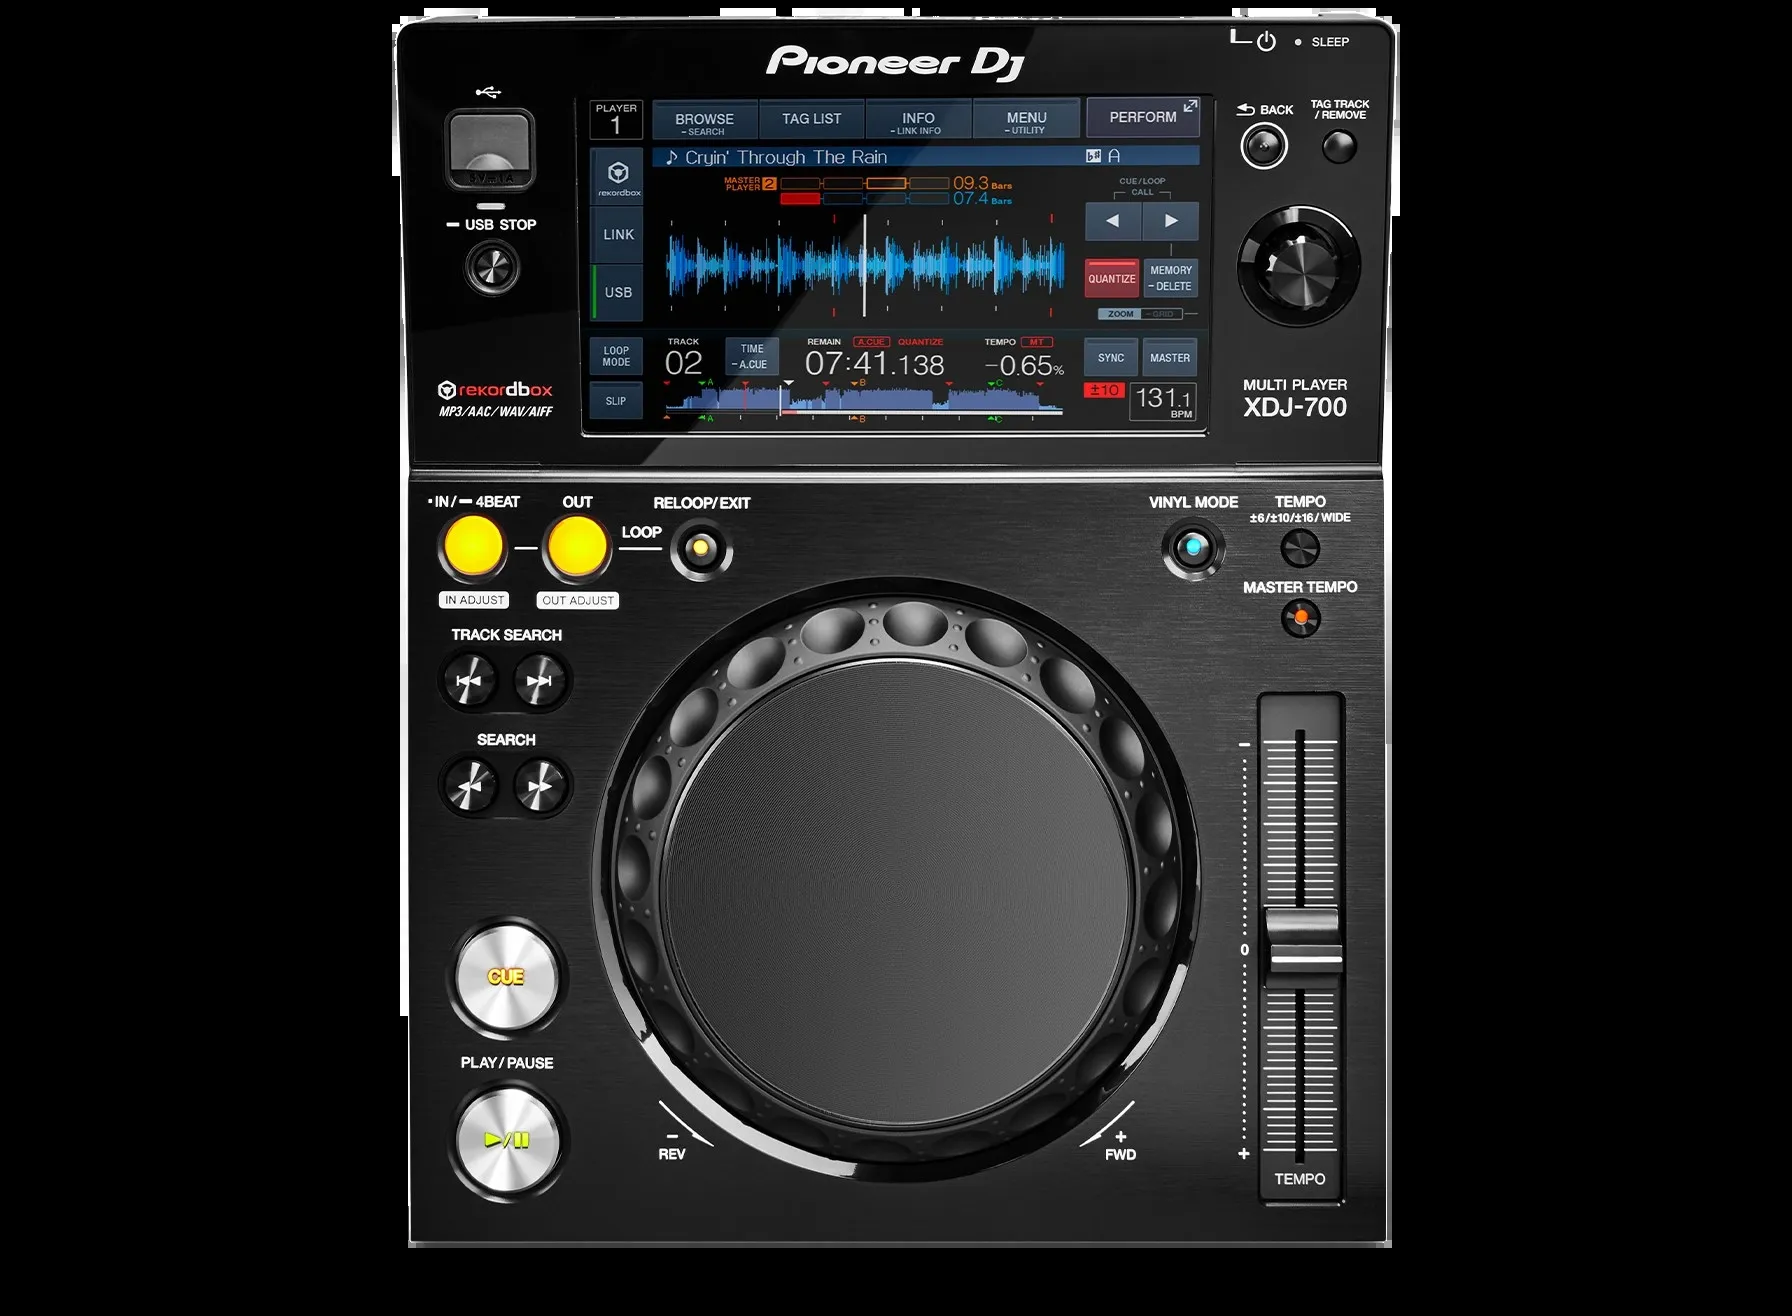 Pioneer Dj
SLEEP
BACK
TAG TRACK
/ REMOVE
USB STOP
PLAYER
1
BROWSE
- SEARCH
TAG LIST
INFO
- LINK INFO
MENU
- UTILITY
PERFORM
rekordbox
LINK
USB
♪ Cryin' Through The Rain
A
MASTER
PLAYER 2
09.3 Bars
07.4 Bars
CUE/LOOP
CALL
QUANTIZE
MEMORY
- DELETE
ZOOM - GRID
LOOP
MODE
TRACK
02
TIME
- A.CUE
REMAIN A.CUE QUANTIZE
07:41.138
TEMPO MT
-0.65%
SYNC
MASTER
SLIP
A B C
A B C
±10
131.1
BPM
rekordbox
MP3/AAC/WAV/AIFF
MULTI PLAYER
XDJ-700
IN / 4BEAT
OUT
RELOOP/EXIT
LOOP
IN ADJUST
OUT ADJUST
VINYL MODE
TEMPO
±6/±10/±16/WIDE
MASTER TEMPO
TRACK SEARCH
SEARCH
CUE
PLAY/PAUSE
-
REV
+
FWD
-
0
+
TEMPO